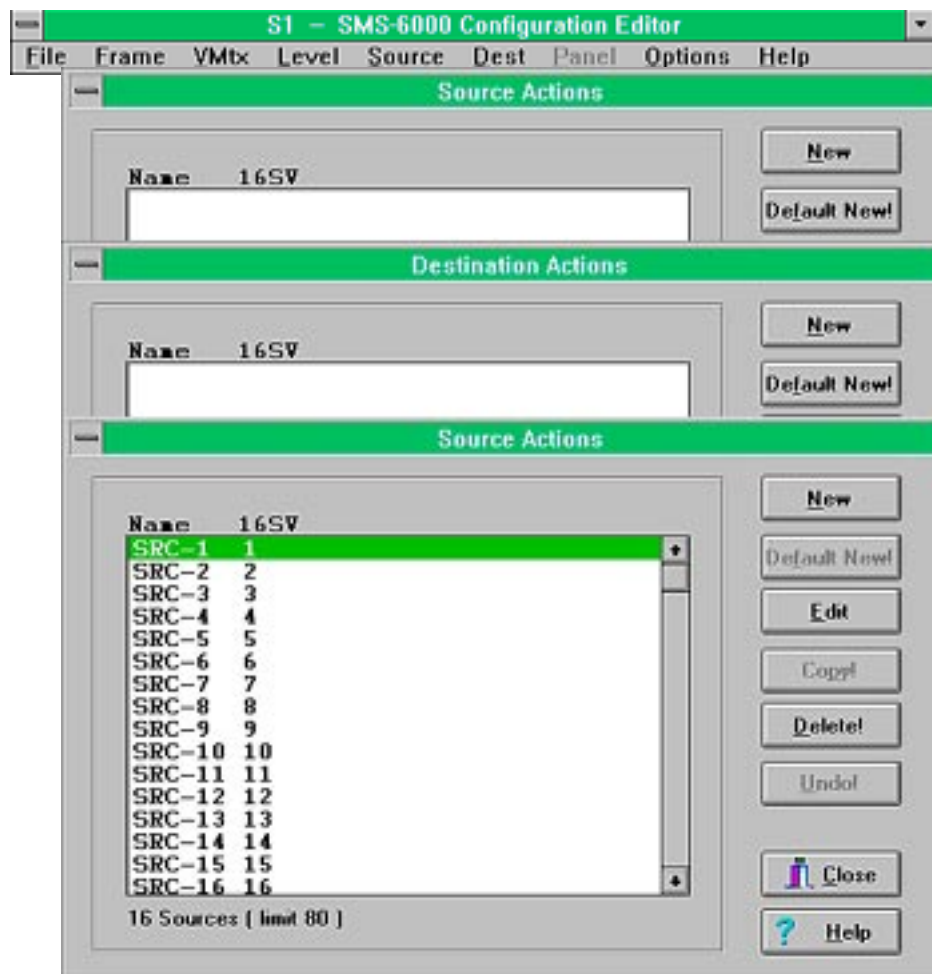 S1 – SMS-6000 Configuration Editor
File Frame VMtx Level Source Dest Panel Options Help
Source Actions
Name 16SV
New
Default New!
Destination Actions
Name 16SV
New
Default New!
Source Actions
Name 16SV
SRC-1 1
SRC-2 2
SRC-3 3
SRC-4 4
SRC-5 5
SRC-6 6
SRC-7 7
SRC-8 8
SRC-9 9
SRC-10 10
SRC-11 11
SRC-12 12
SRC-13 13
SRC-14 14
SRC-15 15
SRC-16 16
16 Sources [ limit 80 ]
New
Default New!
Edit
Copy!
Delete!
Undo!
Close
? Help